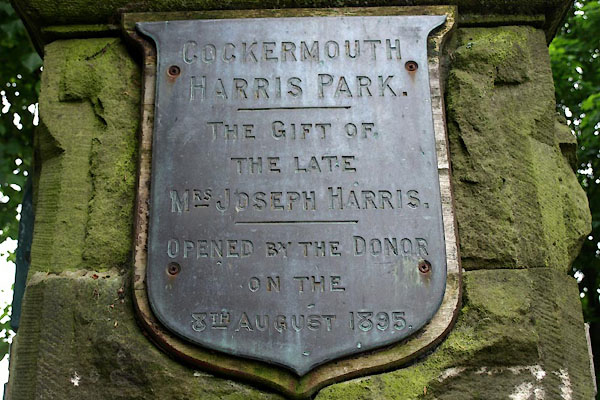 COCKERMOUTH
HARRIS PARK.
THE GIFT OF
THE LATE
MRS JOSEPH HARRIS.
OPENED BY THE DONOR
ON THE
8TH AUGUST 1895.